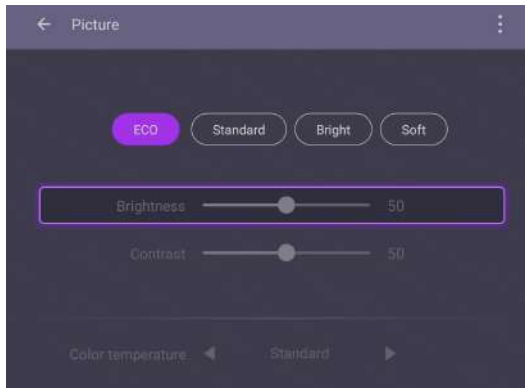 Picture
ECO Standard Bright Soft
Brightness 50
Contrast 50
Color temperature Standard